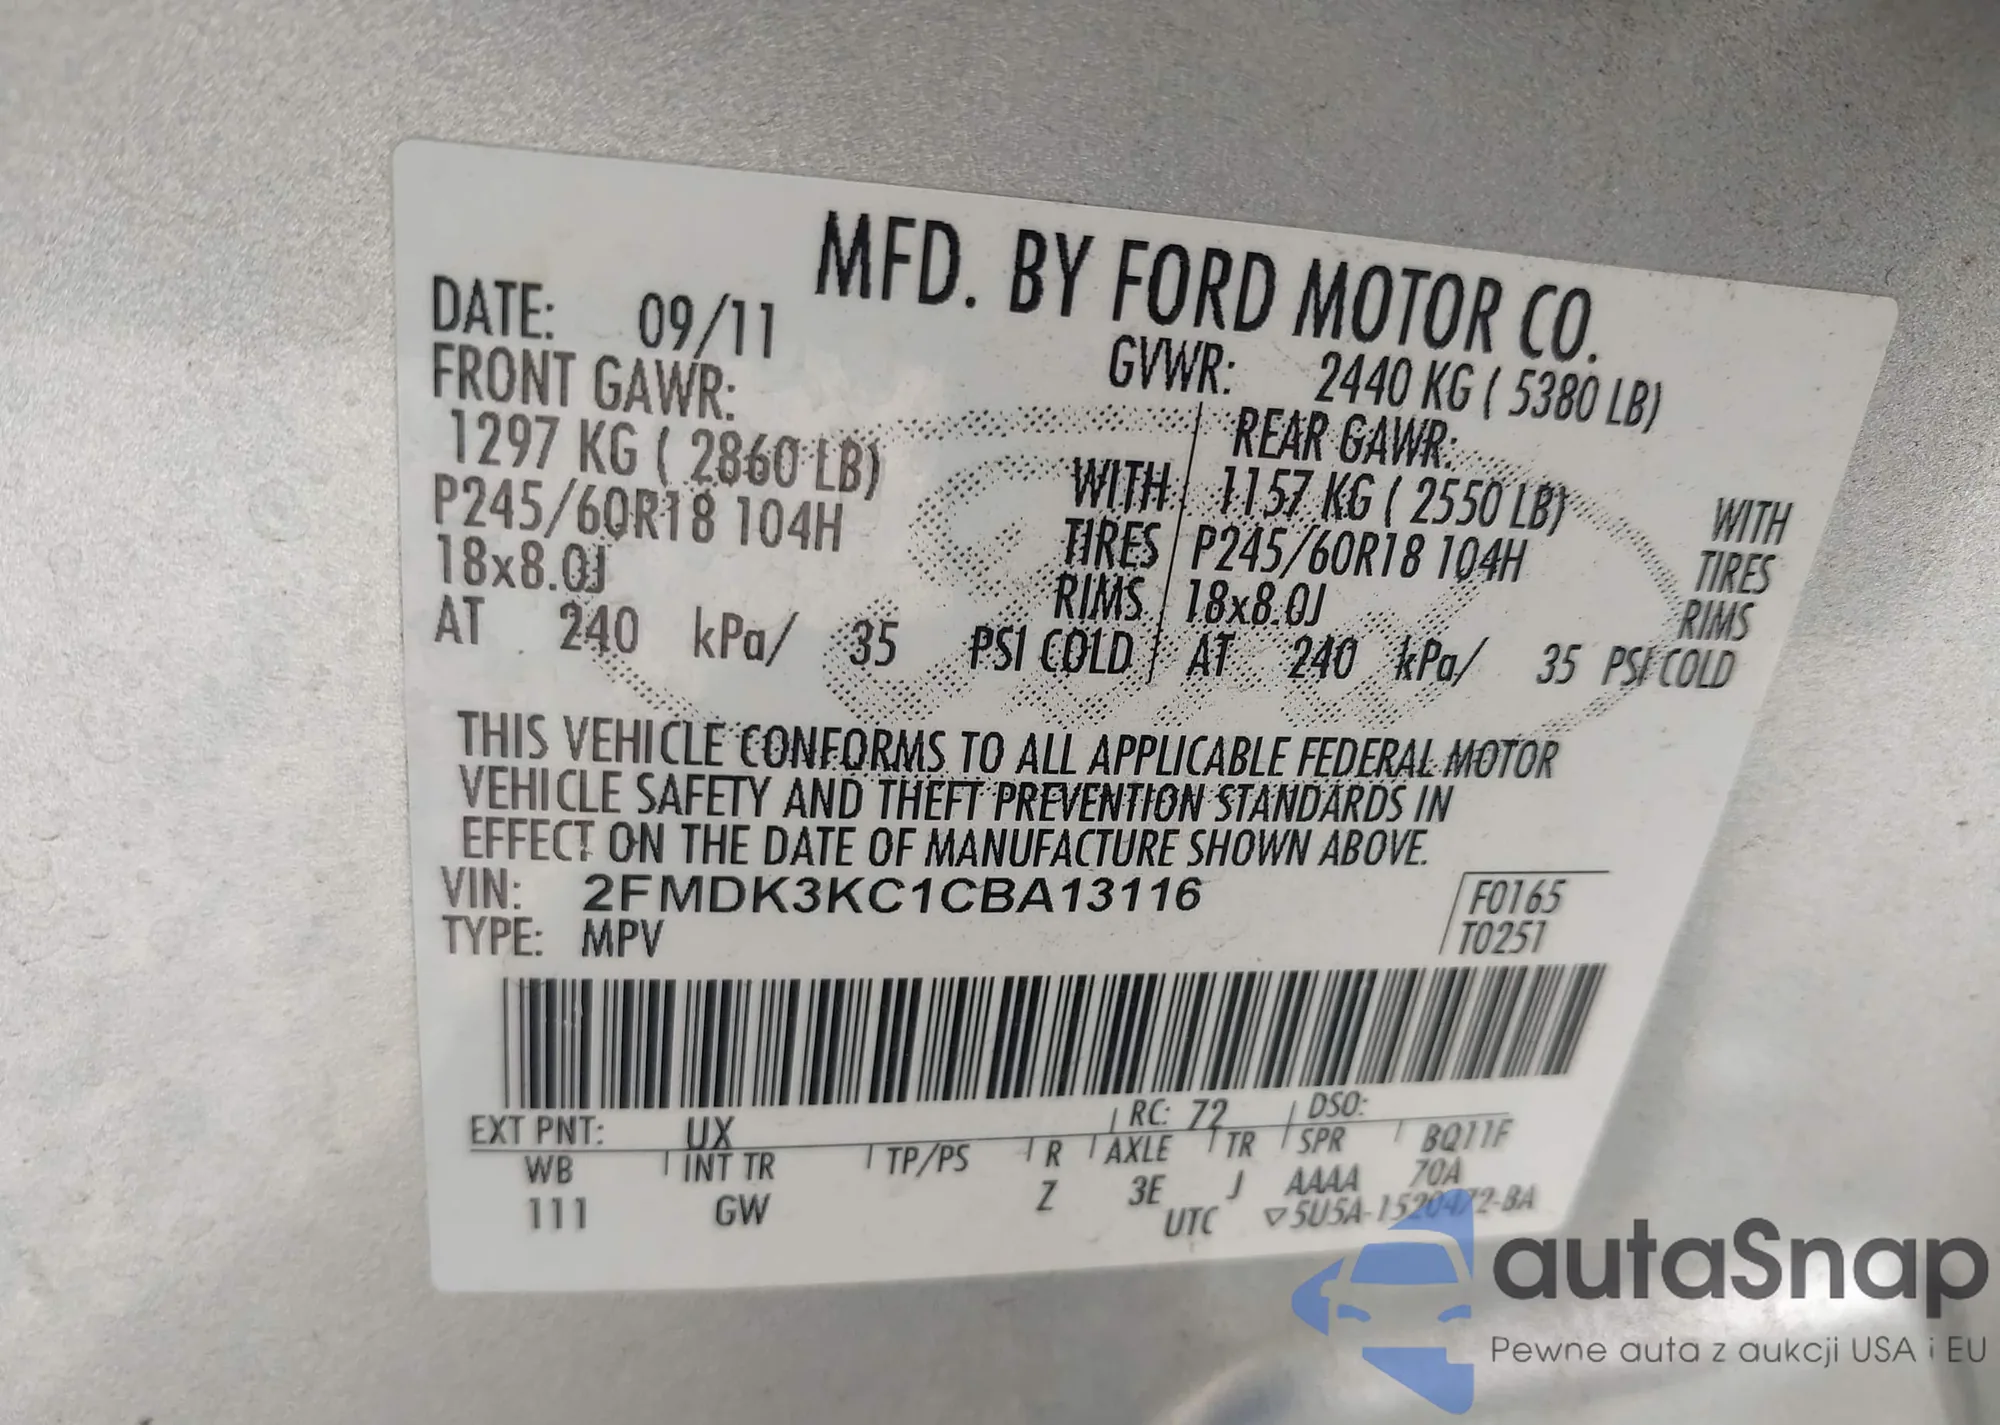 MFD. BY FORD MOTOR CO.
DATE: 09/11 GVWR: 2440 KG ( 5380 LB)
FRONT GAWR: REAR GAWR:
1297 KG ( 2860 LB) WITH 1157 KG ( 2550 LB) WITH
P245/60R18 104H TIRES P245/60R18 104H TIRES
18x8.0J RIMS 18x8.0J RIMS
AT 240 kPa/ 35 PSI COLD AT 240 kPa/ 35 PSI COLD
THIS VEHICLE CONFORMS TO ALL APPLICABLE FEDERAL MOTOR
VEHICLE SAFETY AND THEFT PREVENTION STANDARDS IN
EFFECT ON THE DATE OF MANUFACTURE SHOWN ABOVE.
VIN: 2FMDK3KC1CBA13116 F0165
TYPE: MPV T0251
EXT PNT: UX RC: 72 DSO:
WB INT TR TP/PS R AXLE TR SPR BQ11F
111 GW Z 3E J AAAA 70A
UTC ▽5U5A-1520472-BA
autaSnap
Pewne auta z aukcji USA i EU